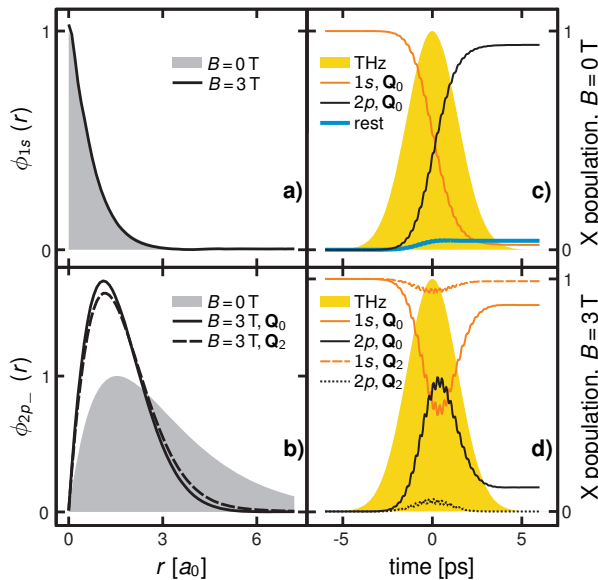 1
0
ϕ1s (r)
B = 0 T
B = 3 T
a)
THz
1s, Q0
2p, Q0
rest
c)
1
0
X population. B = 0 T
1
0
ϕ2p− (r)
B = 0 T
B = 3 T, Q0
B = 3 T, Q2
b)
THz
1s, Q0
2p, Q0
1s, Q2
2p, Q2
d)
1
0
X population. B = 3 T
0 3 6
r [a0]
−5 0 5
time [ps]